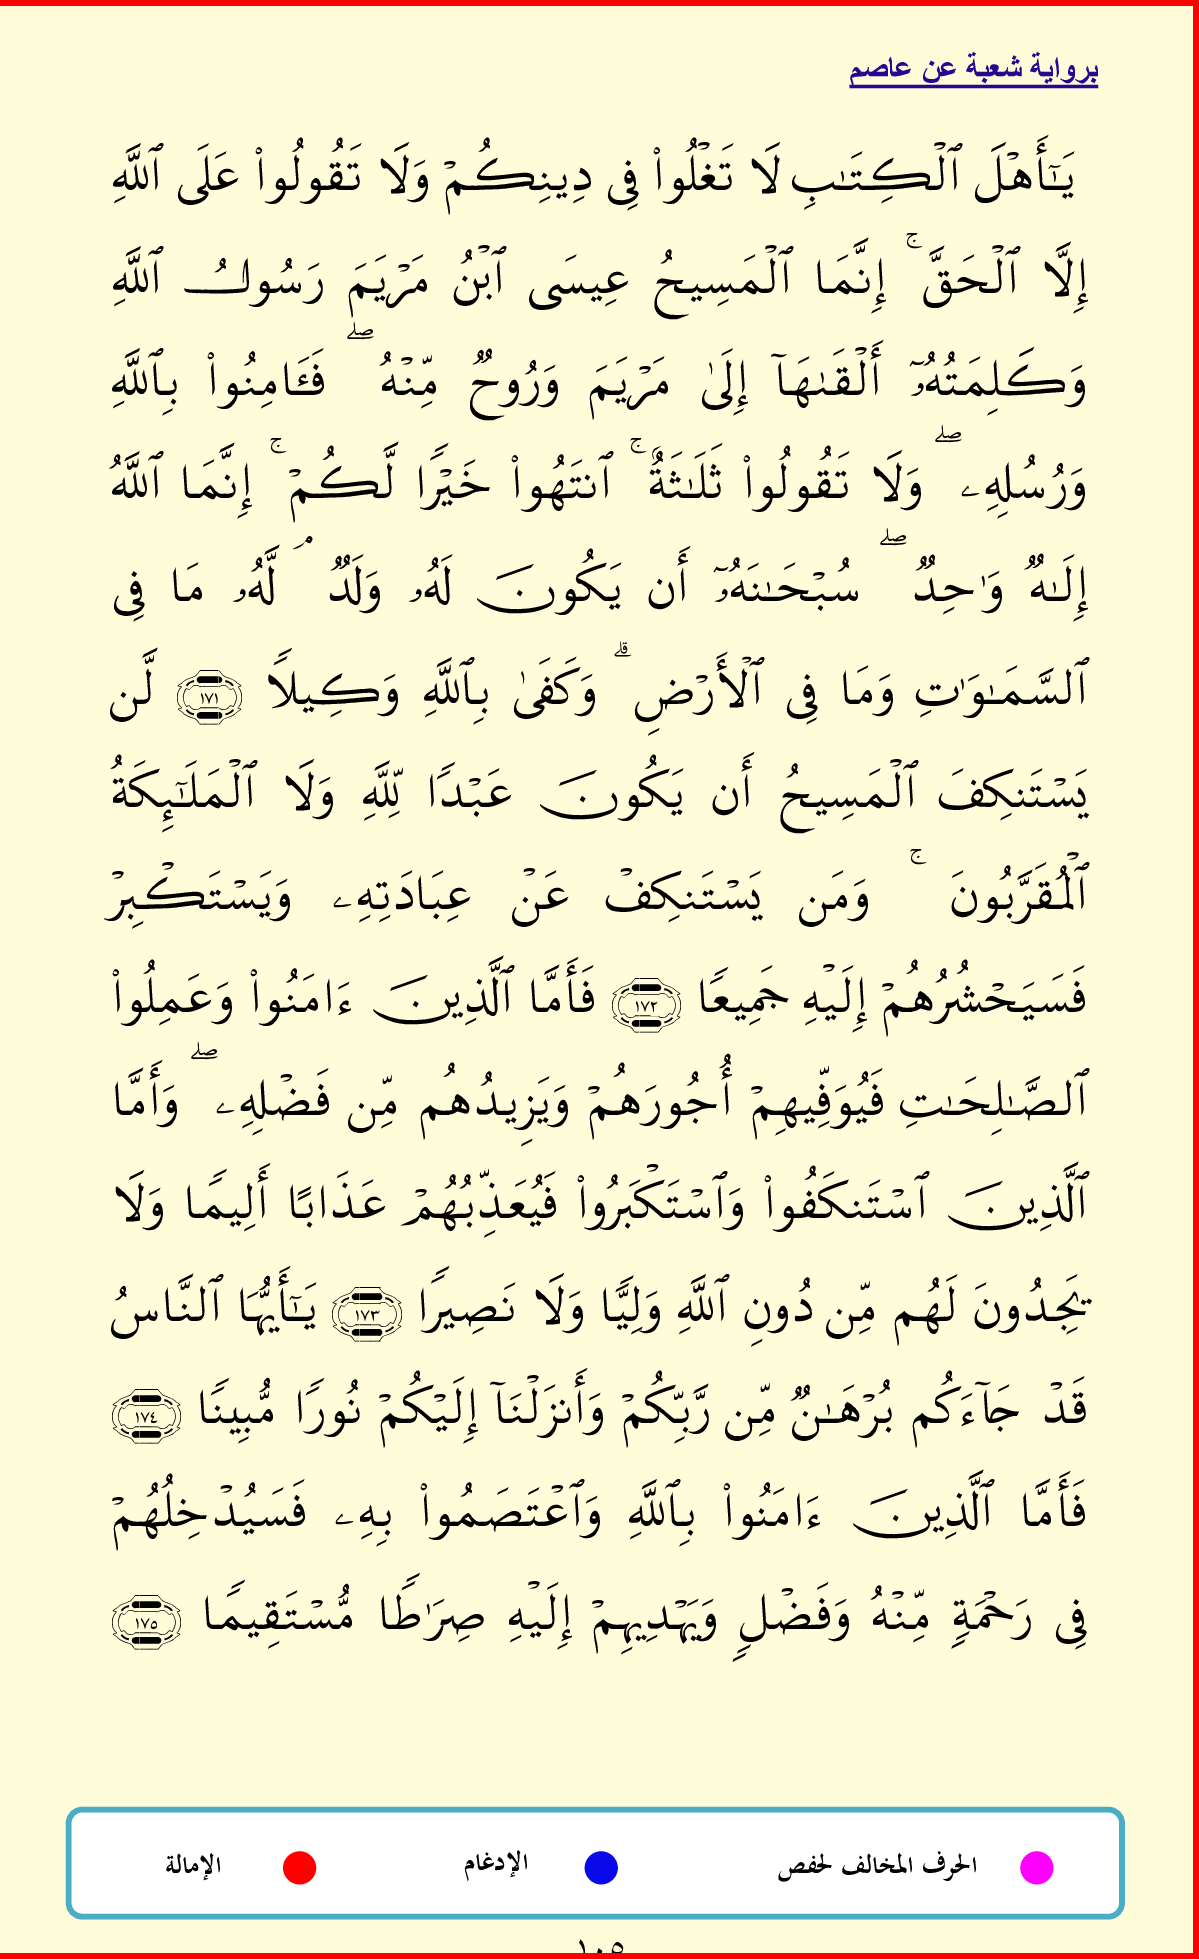 برواية شعبة عن عاصم
يَـٰٓأَهۡلَ ٱلۡكِتَـٰبِ لَا تَغۡلُوا۟ فِى دِينِكُمۡ وَلَا تَقُولُوا۟ عَلَى ٱللَّهِ
إِلَّا ٱلۡحَقَّ ۚ إِنَّمَا ٱلۡمَسِيحُ عِيسَى ٱبۡنُ مَرۡيَمَ رَسُولُ ٱللَّهِ
وَكَلِمَتُهُۥٓ أَلۡقَىٰهَآ إِلَىٰ مَرۡيَمَ وَرُوحٌ مِّنۡهُ ۖ فَـَٔامِنُوا۟ بِٱللَّهِ
وَرُسُلِهِۦ ۖ وَلَا تَقُولُوا۟ ثَلَـٰثَةٌ ۚ ٱنتَهُوا۟ خَيۡرًا لَّكُمۡ ۚ إِنَّمَا ٱللَّهُ
إِلَـٰهٌ وَٰحِدٌ ۖ سُبۡحَـٰنَهُۥٓ أَن يَكُونَ لَهُۥ وَلَدٌ ۘ لَّهُۥ مَا فِى
ٱلسَّمَـٰوَٰتِ وَمَا فِى ٱلۡأَرۡضِ ۗ وَكَفَىٰ بِٱللَّهِ وَكِيلًا ١٧١ لَّن
يَسۡتَنكِفَ ٱلۡمَسِيحُ أَن يَكُونَ عَبۡدًا لِّلَّهِ وَلَا ٱلۡمَلَـٰٓئِكَةُ
ٱلۡمُقَرَّبُونَ ۚ وَمَن يَسۡتَنكِفۡ عَنۡ عِبَادَتِهِۦ وَيَسۡتَكۡبِرۡ
فَسَيَحۡشُرُهُمۡ إِلَيۡهِ جَمِيعًا ١٧٢ فَأَمَّا ٱلَّذِينَ ءَامَنُوا۟ وَعَمِلُوا۟
ٱلصَّـٰلِحَـٰتِ فَيُوَفِّيهِمۡ أُجُورَهُمۡ وَيَزِيدُهُم مِّن فَضۡلِهِۦ ۖ وَأَمَّا
ٱلَّذِينَ ٱسۡتَنكَفُوا۟ وَٱسۡتَكۡبَرُوا۟ فَيُعَذِّبُهُمۡ عَذَابًا أَلِيمًا وَلَا
يَجِدُونَ لَهُم مِّن دُونِ ٱللَّهِ وَلِيًّا وَلَا نَصِيرًا ١٧٣ يَـٰٓأَيُّهَا ٱلنَّاسُ
قَدۡ جَآءَكُم بُرۡهَـٰنٌ مِّن رَّبِّكُمۡ وَأَنزَلۡنَآ إِلَيۡكُمۡ نُورًا مُّبِينًا ١٧٤
فَأَمَّا ٱلَّذِينَ ءَامَنُوا۟ بِٱللَّهِ وَٱعۡتَصَمُوا۟ بِهِۦ فَسَيُدۡخِلُهُمۡ
فِى رَحۡمَةٍ مِّنۡهُ وَفَضۡلٍ وَيَهۡدِيهِمۡ إِلَيۡهِ صِرَٰطًا مُّسۡتَقِيمًا ١٧٥
الحرف المخالف لحفص الإدغام الإمالة
١٠٥